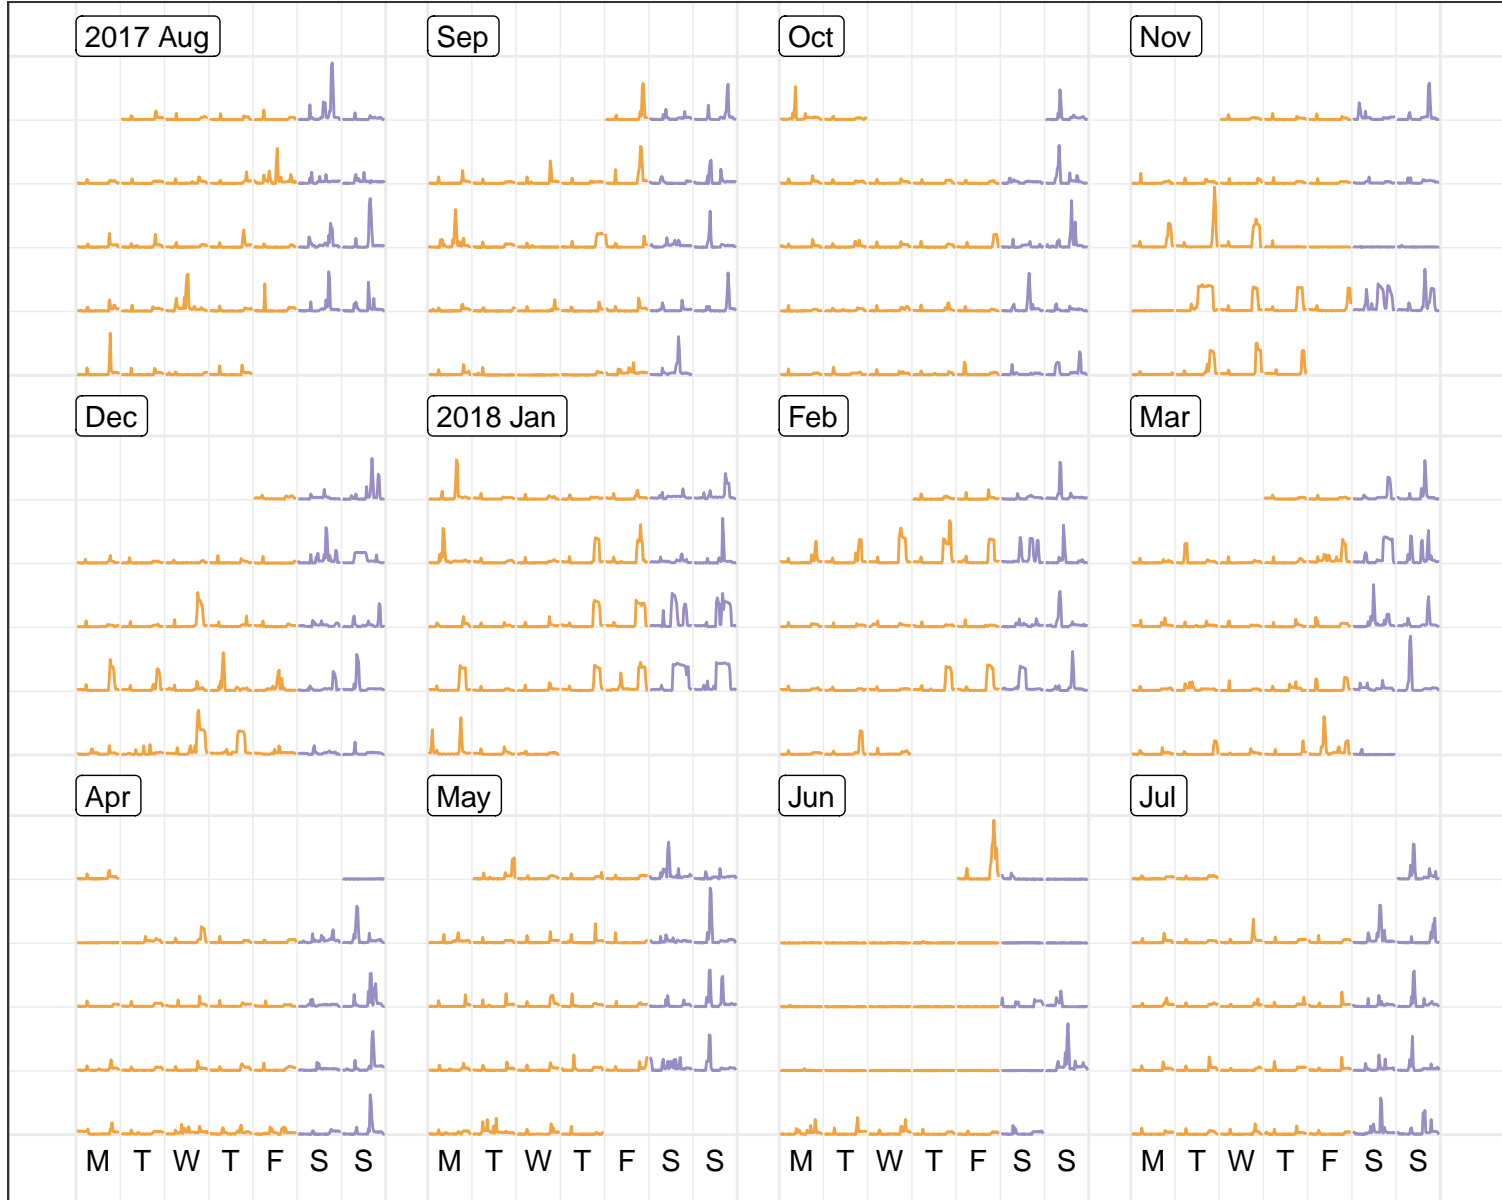 2017 Aug Sep Oct Nov
Dec 2018 Jan Feb Mar
Apr May Jun Jul
M T W T F S S M T W T F S S M T W T F S S M T W T F S S